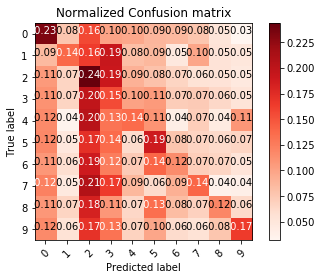 Normalized Confusion matrix
0 0.23 0.08 0.16 0.10 0.10 0.09 0.09 0.08 0.05 0.03
1 0.09 0.14 0.16 0.19 0.08 0.09 0.05 0.10 0.05 0.05
2 0.11 0.07 0.24 0.19 0.09 0.08 0.07 0.06 0.05 0.05
3 0.11 0.07 0.20 0.15 0.10 0.11 0.07 0.07 0.06 0.05
4 0.12 0.04 0.20 0.13 0.14 0.11 0.04 0.07 0.04 0.11
5 0.12 0.05 0.17 0.14 0.06 0.19 0.08 0.07 0.06 0.07
6 0.11 0.06 0.19 0.12 0.07 0.14 0.12 0.07 0.07 0.05
7 0.12 0.05 0.21 0.17 0.09 0.06 0.09 0.14 0.04 0.04
8 0.11 0.07 0.18 0.11 0.07 0.13 0.08 0.07 0.12 0.06
9 0.12 0.06 0.17 0.13 0.05 0.10 0.06 0.07 0.06 0.17
0 1 2 3 4 5 6 7 8 9
Predicted label
True label
0.225
0.200
0.175
0.150
0.125
0.100
0.075
0.050